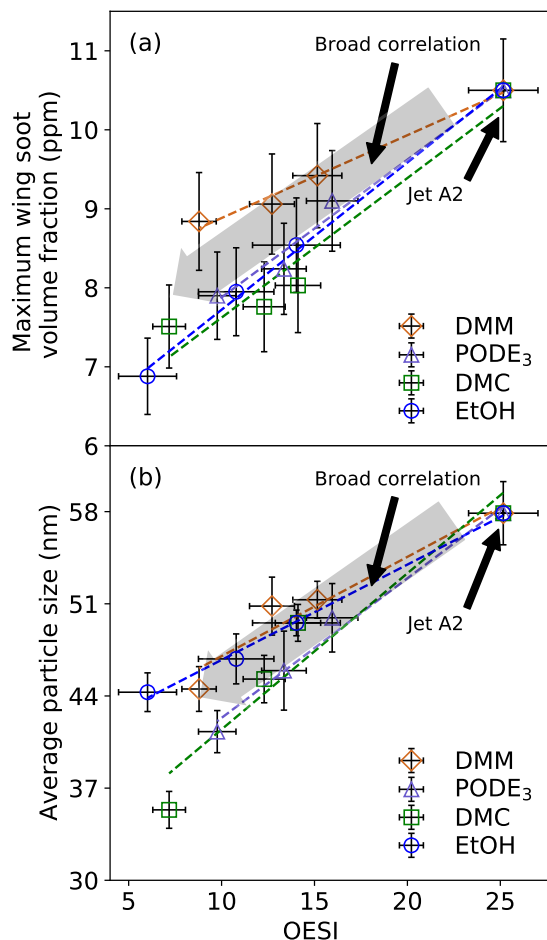 (a)
Broad correlation
11
10
9
8
7
6
Maximum wing soot
volume fraction (ppm)
Jet A2
DMM
PODE₃
DMC
EtOH
(b)
Broad correlation
58
51
44
37
30
Average particle size (nm)
Jet A2
DMM
PODE₃
DMC
EtOH
5 10 15 20 25
OESI